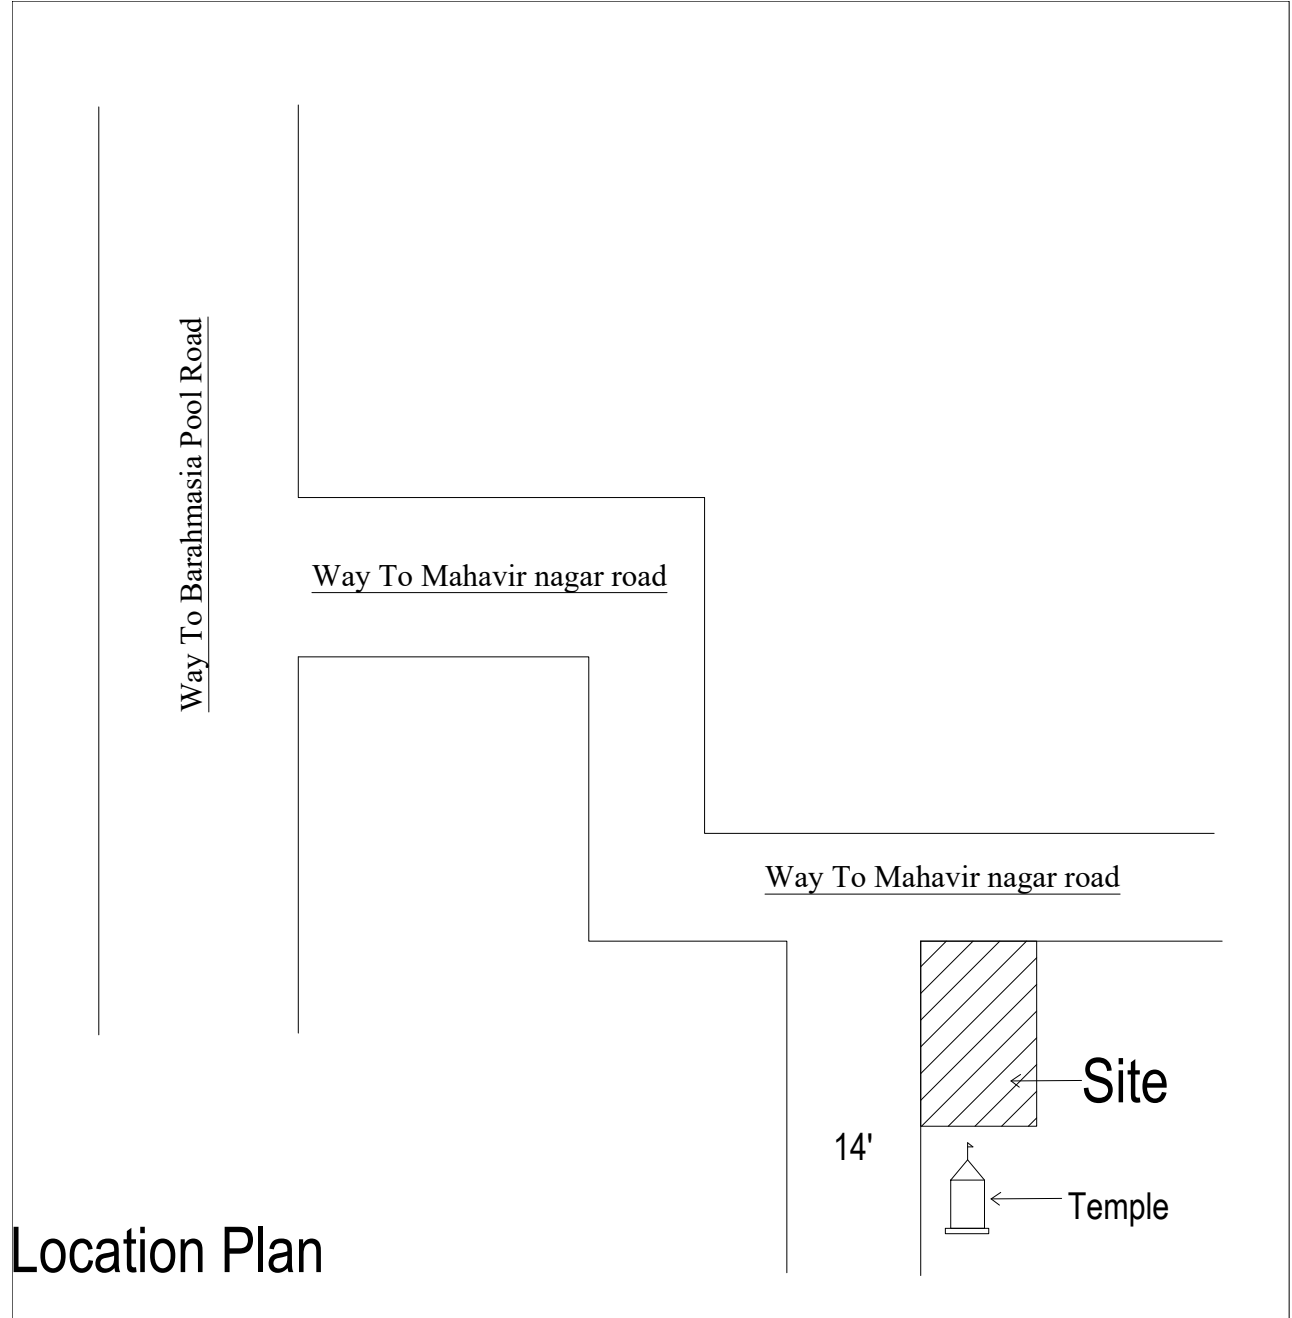 Way To Barahmasia Pool Road
Way To Mahavir nagar road
Way To Mahavir nagar road
Site
14'
Temple
Location Plan